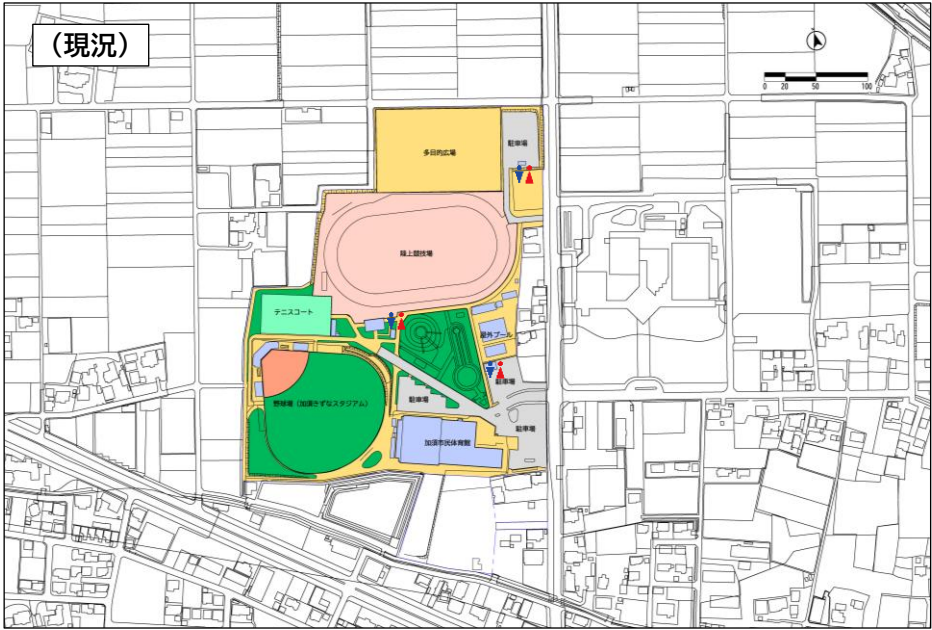 （現況）
0 20 50 100
多目的広場
駐車場
陸上競技場
テニスコート
屋外プール
駐車場
駐車場
野球場（加須きずなスタジアム）
駐車場
加須市民体育館